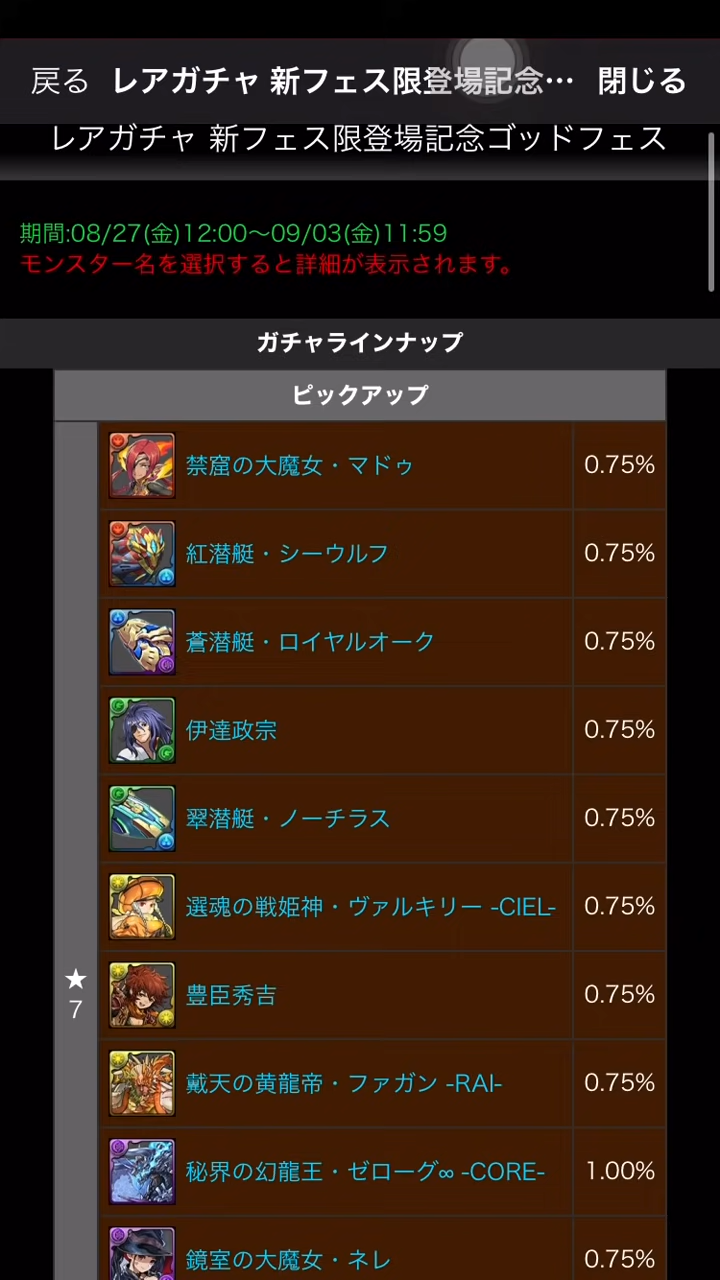 戻る レアガチャ 新フェス限登場記念… 閉じる
レアガチャ 新フェス限登場記念ゴッドフェス
期間:08/27(金)12:00〜09/03(金)11:59
モンスター名を選択すると詳細が表示されます。
ガチャラインナップ
ピックアップ
禁窟の大魔女・マドゥ 0.75%
紅潜艇・シーウルフ 0.75%
蒼潜艇・ロイヤルオーク 0.75%
伊達政宗 0.75%
翠潜艇・ノーチラス 0.75%
選魂の戦姫神・ヴァルキリー -CIEL- 0.75%
★
7
豊臣秀吉 0.75%
戴天の黄龍帝・ファガン -RAI- 0.75%
秘界の幻龍王・ゼローグ∞ -CORE- 1.00%
鏡室の大魔女・ネレ 0.75%